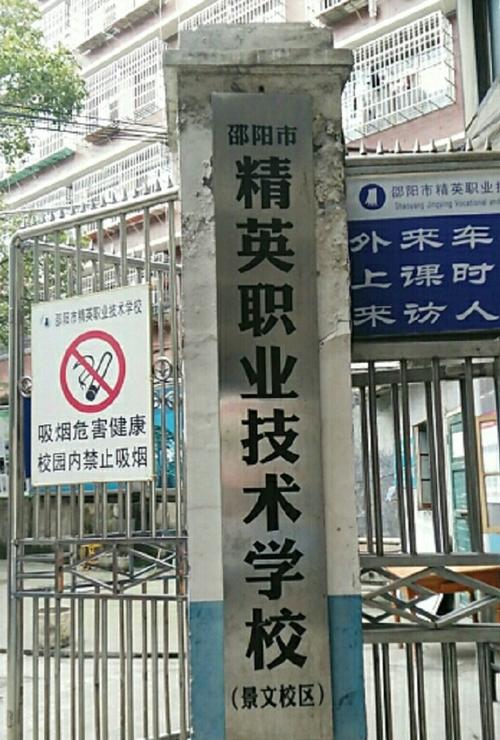 邵阳市
精英职业技术学校
(景文校区)
邵阳市精英职业技术学校
吸烟危害健康
校园内禁止吸烟
邵阳市精英职业
Shaoyang Jingying Vocational and
外来车
上课时
来访人